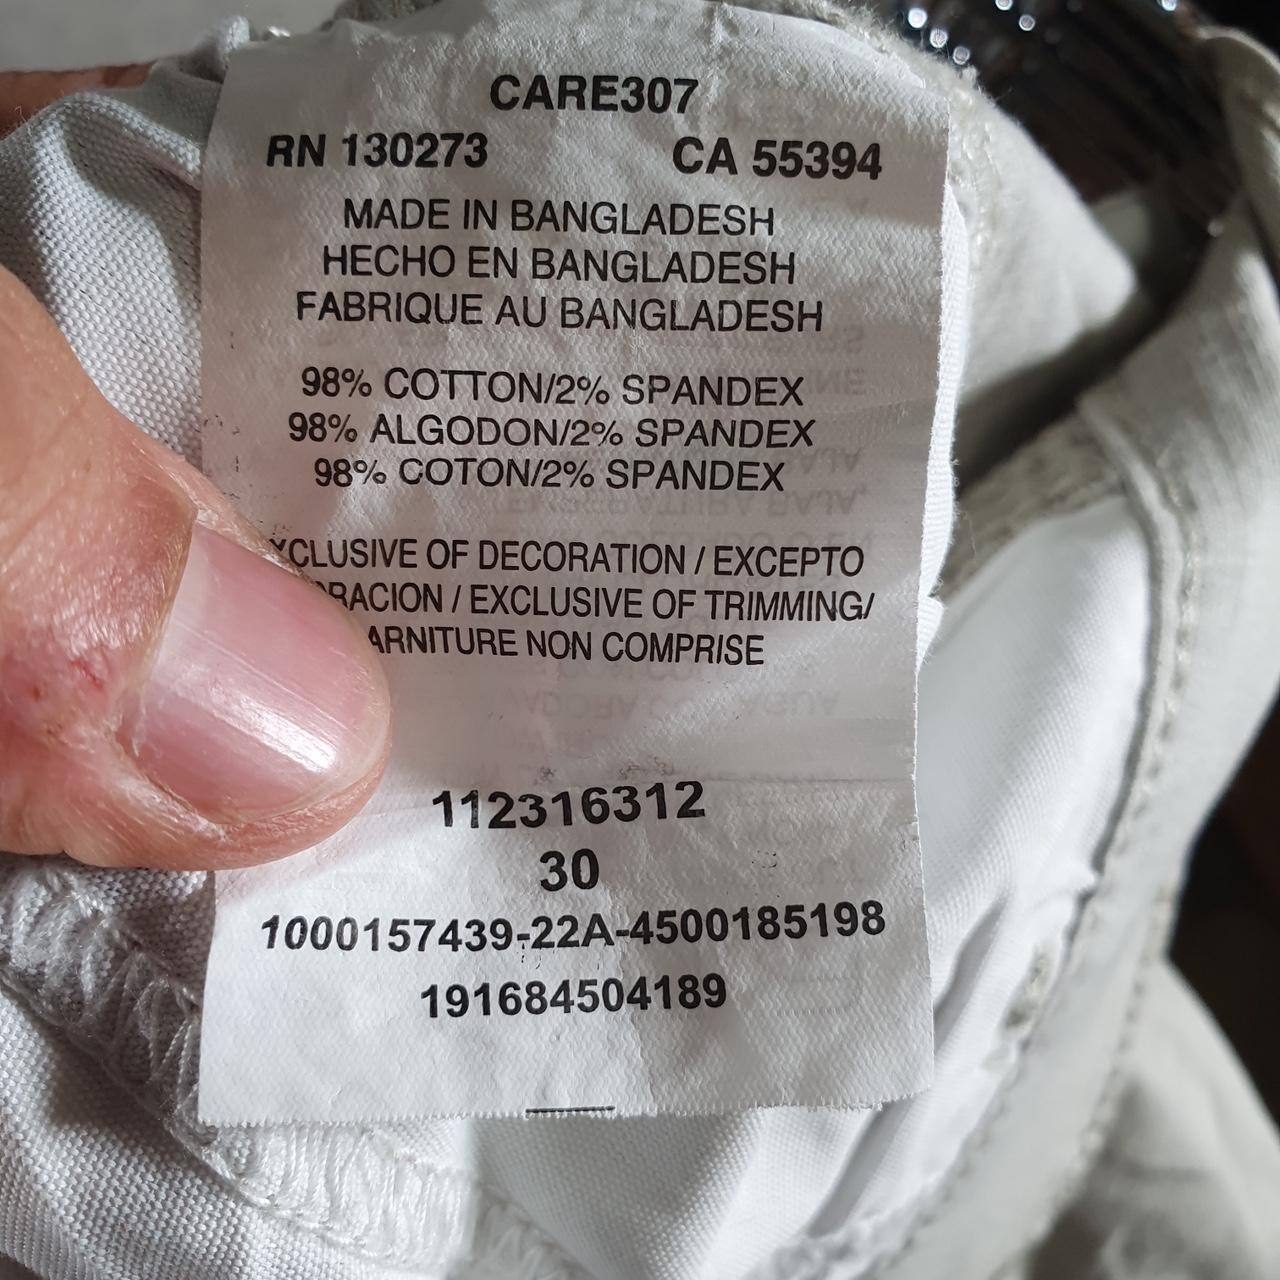 CARE307
RN 130273 CA 55394
MADE IN BANGLADESH
HECHO EN BANGLADESH
FABRIQUE AU BANGLADESH
98% COTTON/2% SPANDEX
98% ALGODON/2% SPANDEX
98% COTON/2% SPANDEX
XCLUSIVE OF DECORATION / EXCEPTO
RACION / EXCLUSIVE OF TRIMMING/
ARNITURE NON COMPRISE
112316312
30
1000157439-22A-4500185198
191684504189